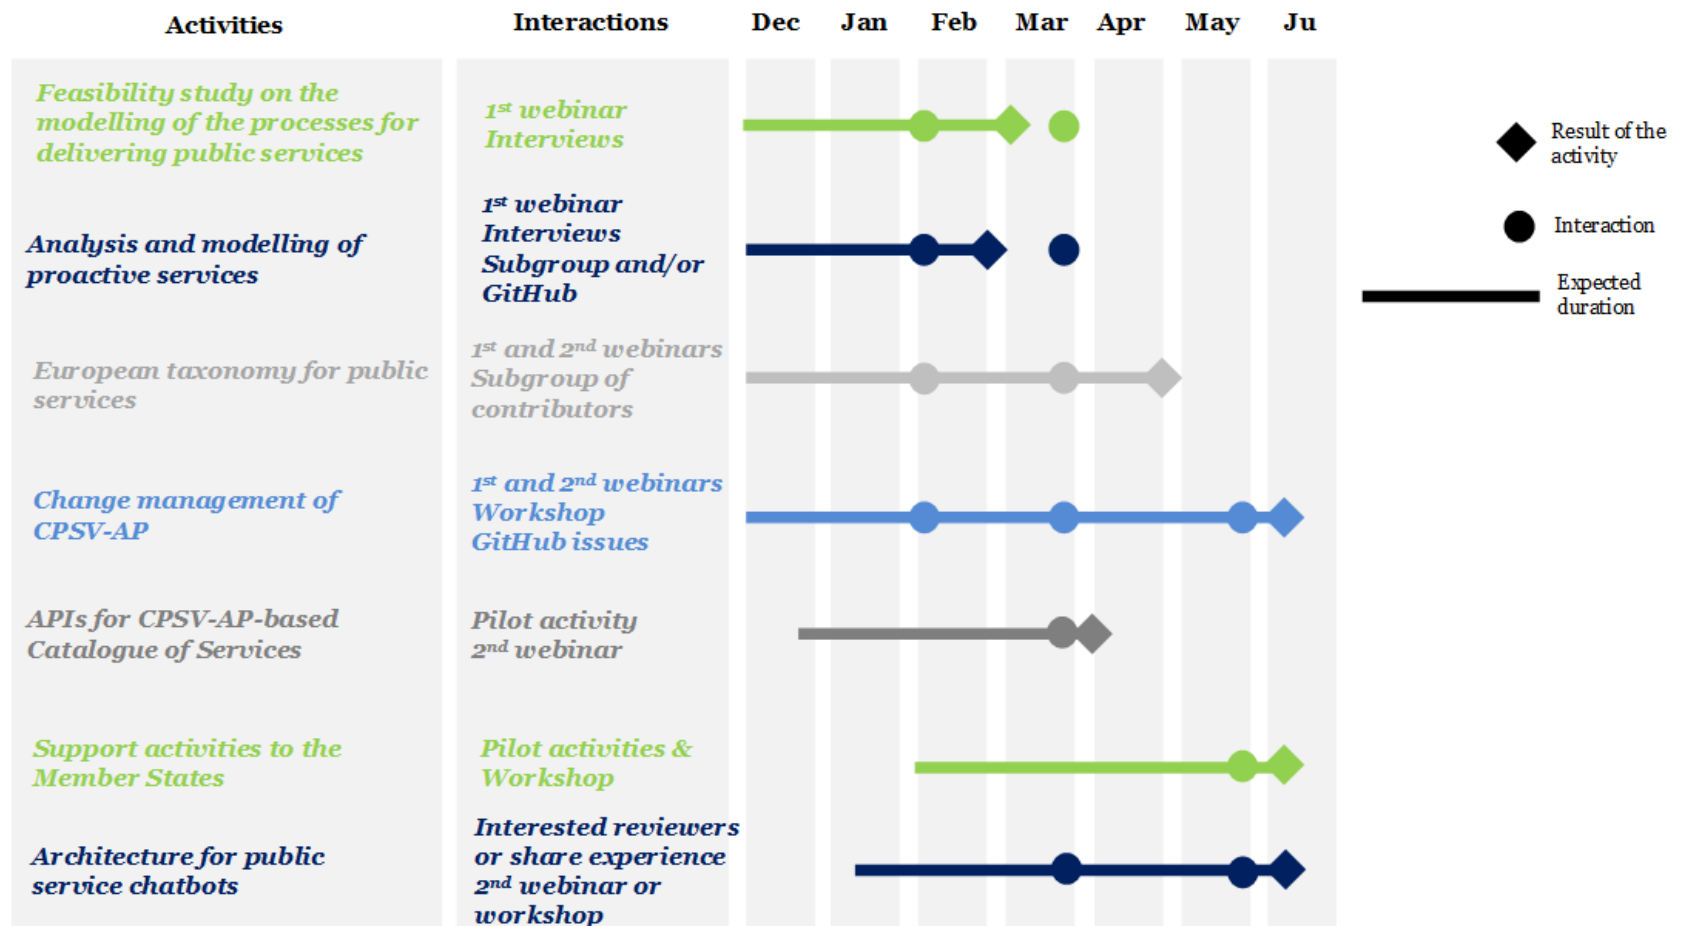 Activities
Interactions
Dec
Jan
Feb
Mar
Apr
May
Ju
Feasibility study on the
modelling of the processes for
delivering public services
1st webinar
Interviews
Analysis and modelling of
proactive services
1st webinar
Interviews
Subgroup and/or
GitHub
European taxonomy for public
services
1st and 2nd webinars
Subgroup of
contributors
Change management of
CPSV-AP
1st and 2nd webinars
Workshop
GitHub issues
APIs for CPSV-AP-based
Catalogue of Services
Pilot activity
2nd webinar
Support activities to the
Member States
Pilot activities &
Workshop
Architecture for public
service chatbots
Interested reviewers
or share experience
2nd webinar or
workshop
Result of the
activity
Interaction
Expected
duration